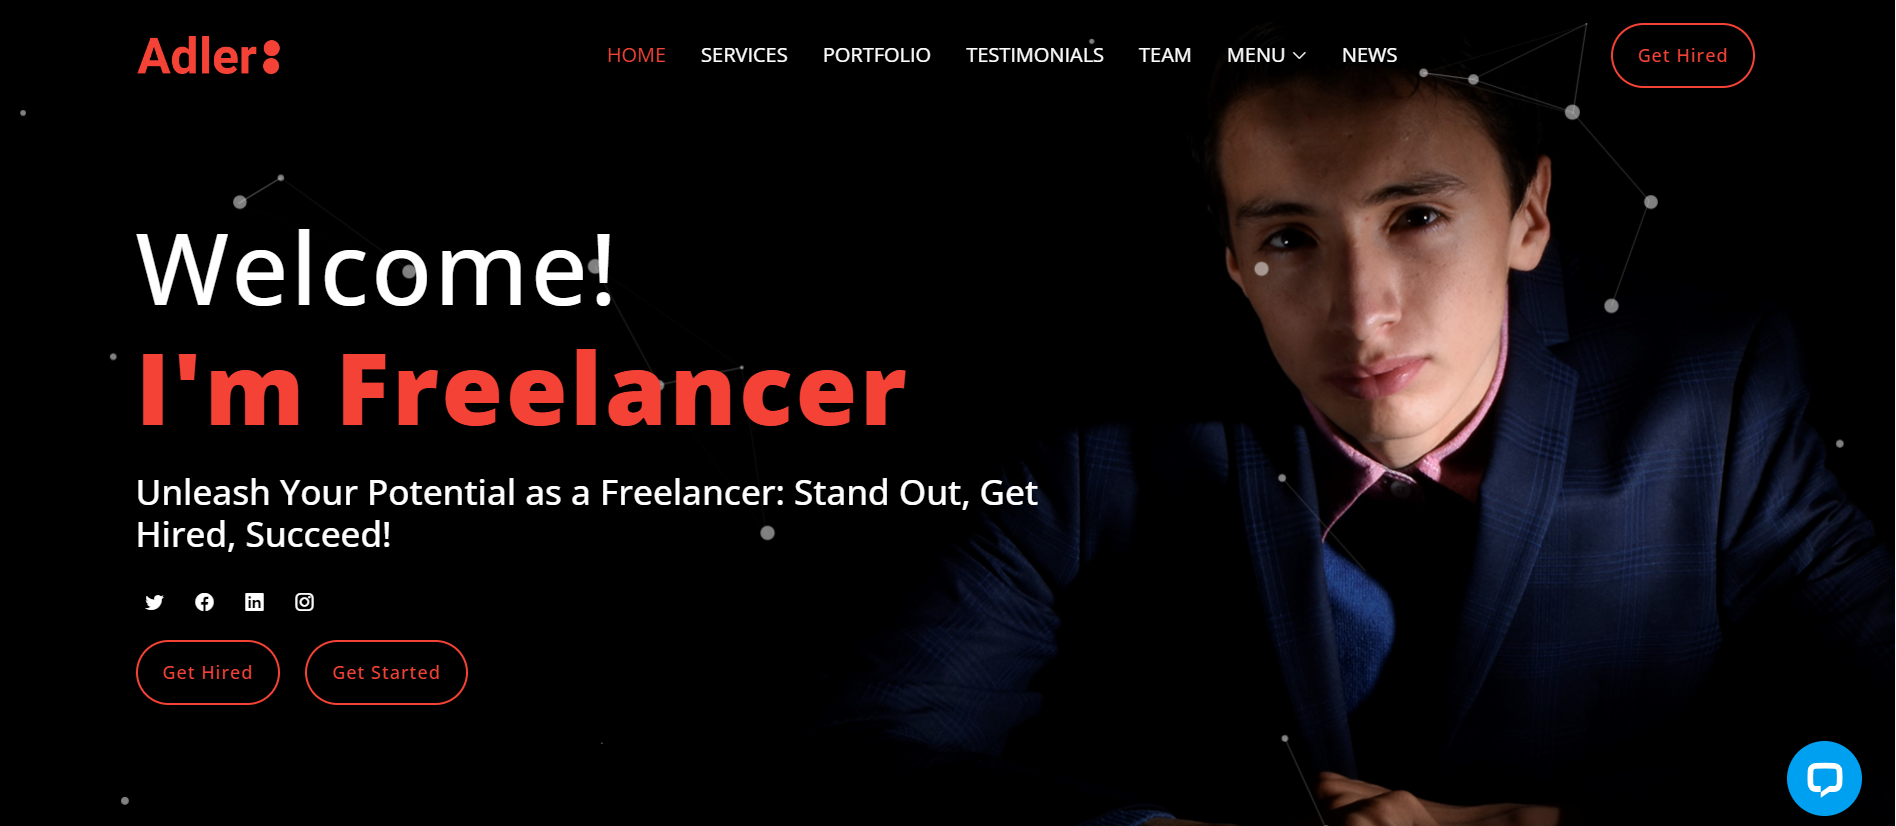 Adler
HOME SERVICES PORTFOLIO TESTIMONIALS TEAM MENU NEWS
Get Hired
Welcome!
I'm Freelancer
Unleash Your Potential as a Freelancer: Stand Out, Get
Hired, Succeed!
Get Hired Get Started